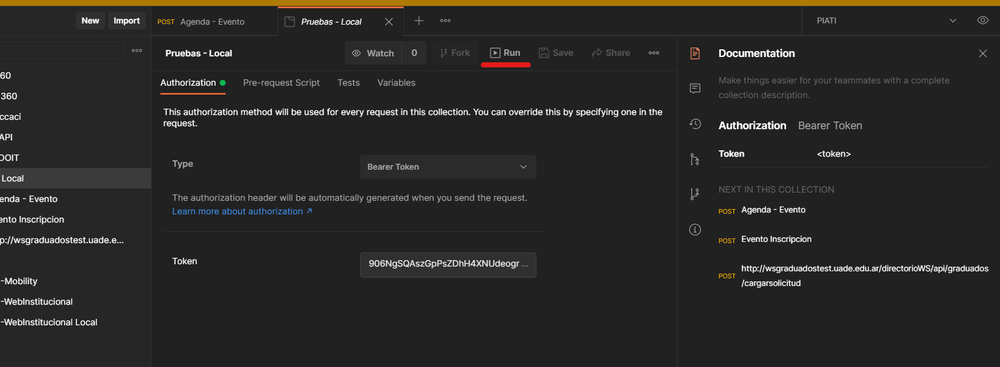 New
Import
POST Agenda - Evento
Pruebas - Local
PIATI
Pruebas - Local
Watch
0
Fork
Run
Save
Share
Authorization
Pre-request Script
Tests
Variables
This authorization method will be used for every request in this collection. You can override this by specifying one in the
request.
Type
Bearer Token
The authorization header will be automatically generated when you send the request.
Learn more about authorization ↗
Token
906NgSQAszGpPsZDhH4XNUdeogr ...
60
360
ccaci
API
DOIT
Local
enda - Evento
ento Inscripcion
p://wsgraduadostest.uade.e...
-Mobility
-WebInstitucional
-WebInstitucional Local
Documentation
Make things easier for your teammates with a complete
collection description.
Authorization Bearer Token
Token <token>
NEXT IN THIS COLLECTION
POST Agenda - Evento
POST Evento Inscripcion
POST http://wsgraduadostest.uade.edu.ar/directorioWS/api/graduados
/cargarsolicitud